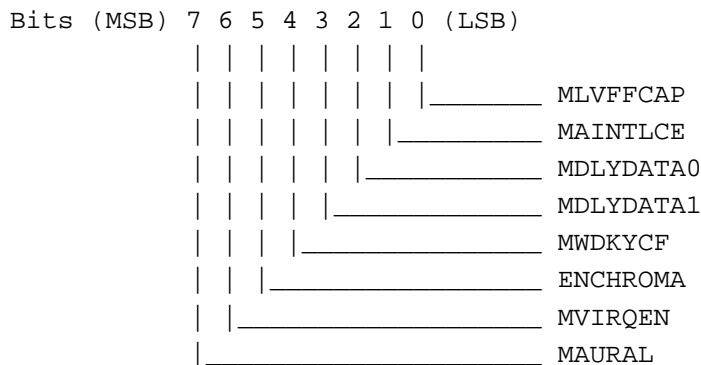 Bits (MSB) 7 6 5 4 3 2 1 0 (LSB)
MLVFFCAP
MAINTLCE
MDLYDATA0
MDLYDATA1
MWDKYCF
ENCHROMA
MVIRQEN
MAURAL